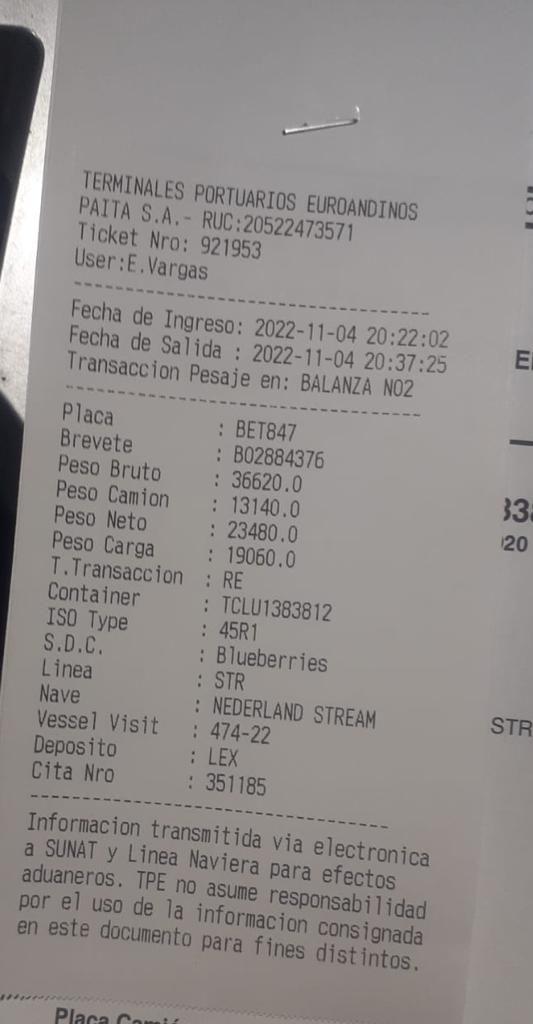 TERMINALES PORTUARIOS EUROANDINOS
PAITA S.A.- RUC:20522473571
Ticket Nro: 921953
User:E.Vargas
--------------------------------
Fecha de Ingreso: 2022-11-04 20:22:02
Fecha de Salida : 2022-11-04 20:37:25
Transaccion Pesaje en: BALANZA NO2
--------------------------------
Placa : BET847
Brevete : B02884376
Peso Bruto : 36620.0
Peso Camion : 13140.0
Peso Neto : 23480.0
Peso Carga : 19060.0
T.Transaccion : RE
Container : TCLU1383812
ISO Type : 45R1
S.D.C. : Blueberries
Linea : STR
Nave : NEDERLAND STREAM
Vessel Visit : 474-22
Deposito : LEX
Cita Nro : 351185
--------------------------------
Informacion transmitida via electronica
a SUNAT y Linea Naviera para efectos
aduaneros. TPE no asume responsabilidad
por el uso de la informacion consignada
en este documento para fines distintos.
STR
Placa